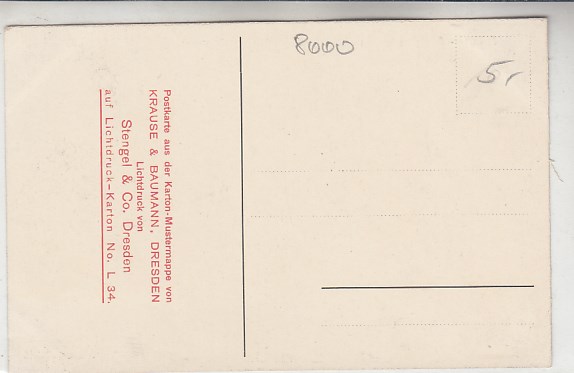 8000
5,
Postkarte aus der Karton-Mustermappe von
KRAUSE & BAUMANN, DRESDEN
Lichtdruck von
Stengel & Co. Dresden
auf Lichtdruck-Karton No. L 34.